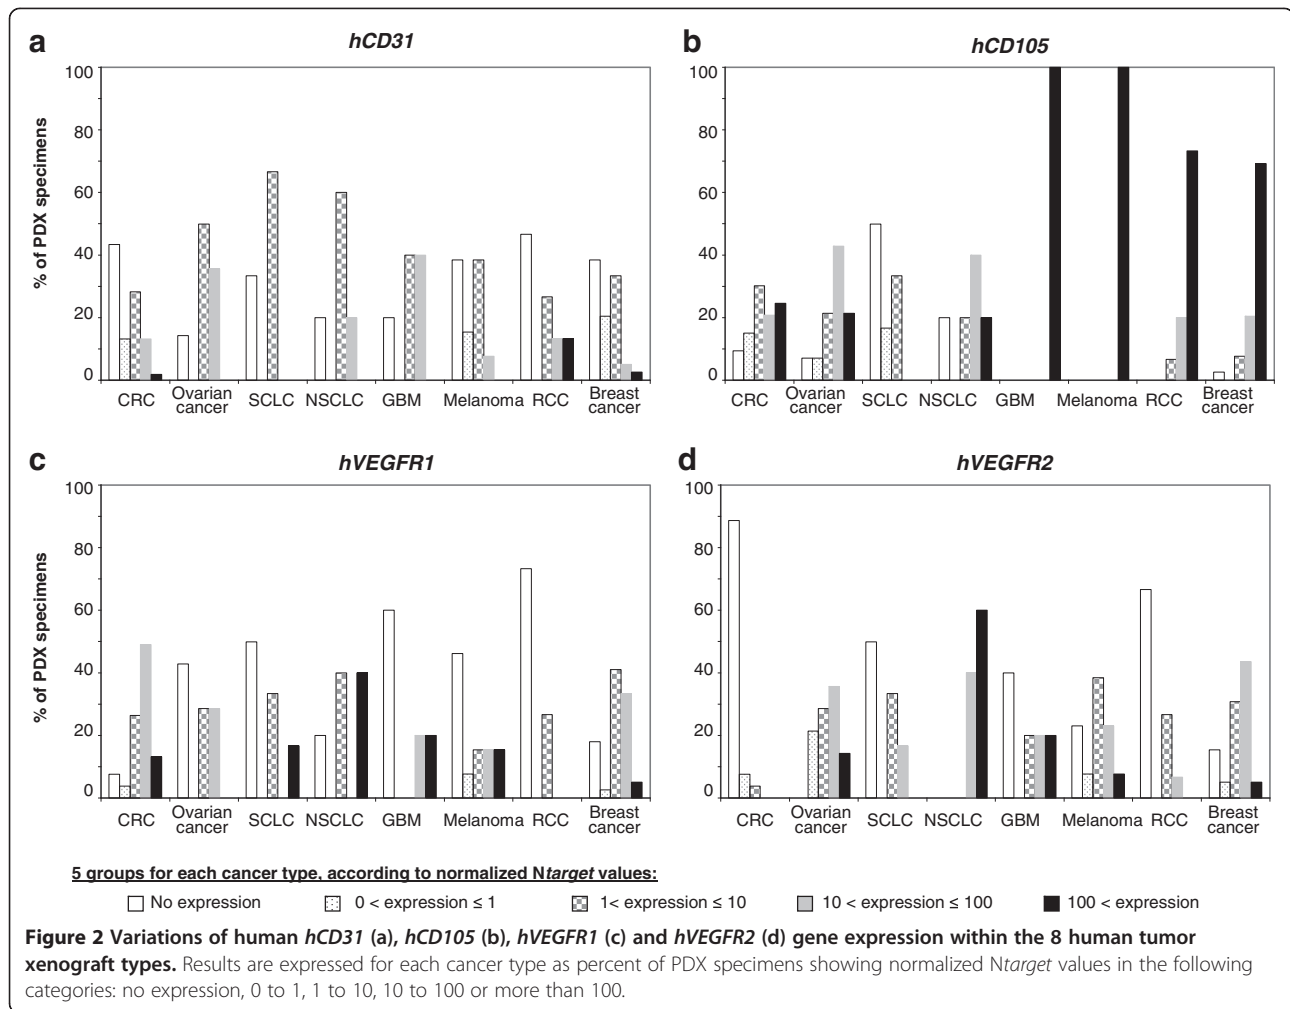 a
hCD31
100
80
60
40
20
0
% of PDX specimens
CRC
Ovarian cancer
SCLC
NSCLC
GBM
Melanoma
RCC
Breast cancer
b
hCD105
100
80
60
40
20
0
CRC
Ovarian cancer
SCLC
NSCLC
GBM
Melanoma
RCC
Breast cancer
c
hVEGFR1
100
80
60
40
20
0
% of PDX specimens
CRC
Ovarian cancer
SCLC
NSCLC
GBM
Melanoma
RCC
Breast cancer
d
hVEGFR2
100
80
60
40
20
0
CRC
Ovarian cancer
SCLC
NSCLC
GBM
Melanoma
RCC
Breast cancer
5 groups for each cancer type, according to normalized Ntarget values:
No expression
0 < expression ≤ 1
1< expression ≤ 10
10 < expression ≤ 100
100 < expression
Figure 2 Variations of human hCD31 (a), hCD105 (b), hVEGFR1 (c) and hVEGFR2 (d) gene expression within the 8 human tumor
xenograft types. Results are expressed for each cancer type as percent of PDX specimens showing normalized Ntarget values in the following
categories: no expression, 0 to 1, 1 to 10, 10 to 100 or more than 100.